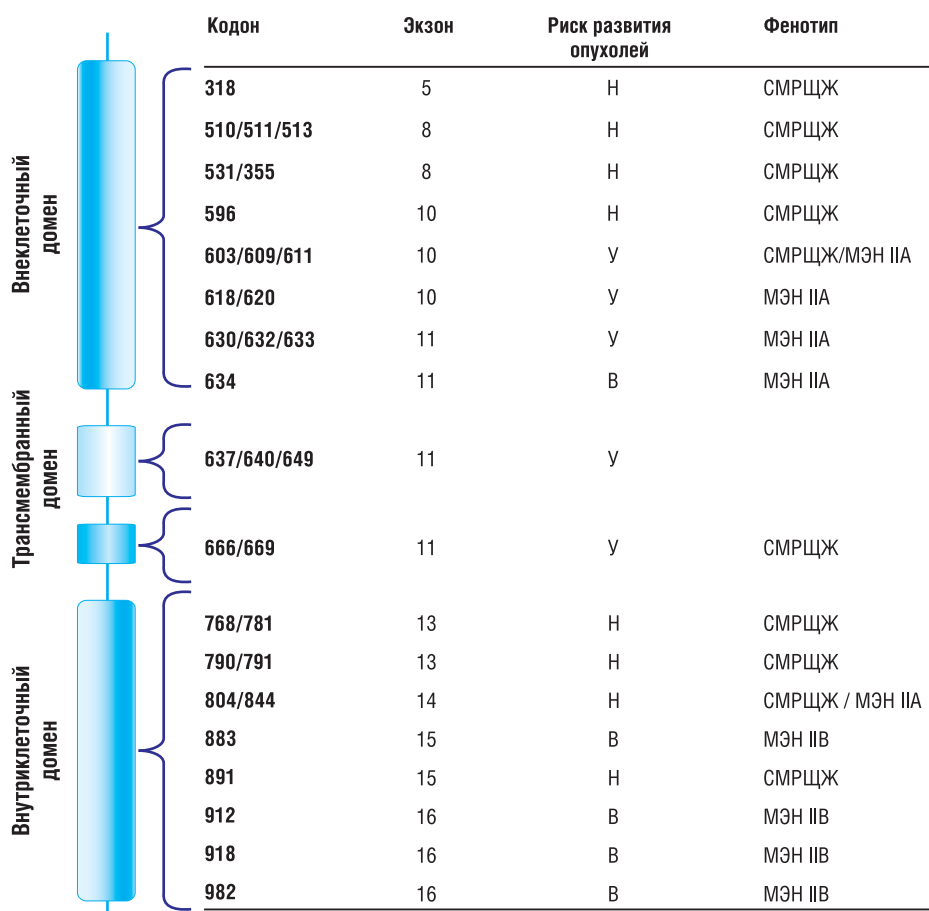 Кодон Экзон Риск развития опухолей Фенотип
Внеклеточный домен
318 5 Н СМРЩЖ
510/511/513 8 Н СМРЩЖ
531/355 8 Н СМРЩЖ
596 10 Н СМРЩЖ
603/609/611 10 У СМРЩЖ/МЭН IIA
618/620 10 У МЭН IIA
630/632/633 11 У МЭН IIA
634 11 В МЭН IIA
Трансмембранный домен
637/640/649 11 У
666/669 11 У СМРЩЖ
Внутриклеточный домен
768/781 13 Н СМРЩЖ
790/791 13 Н СМРЩЖ
804/844 14 Н СМРЩЖ / МЭН IIA
883 15 В МЭН IIB
891 15 Н СМРЩЖ
912 16 В МЭН IIB
918 16 В МЭН IIB
982 16 В МЭН IIB